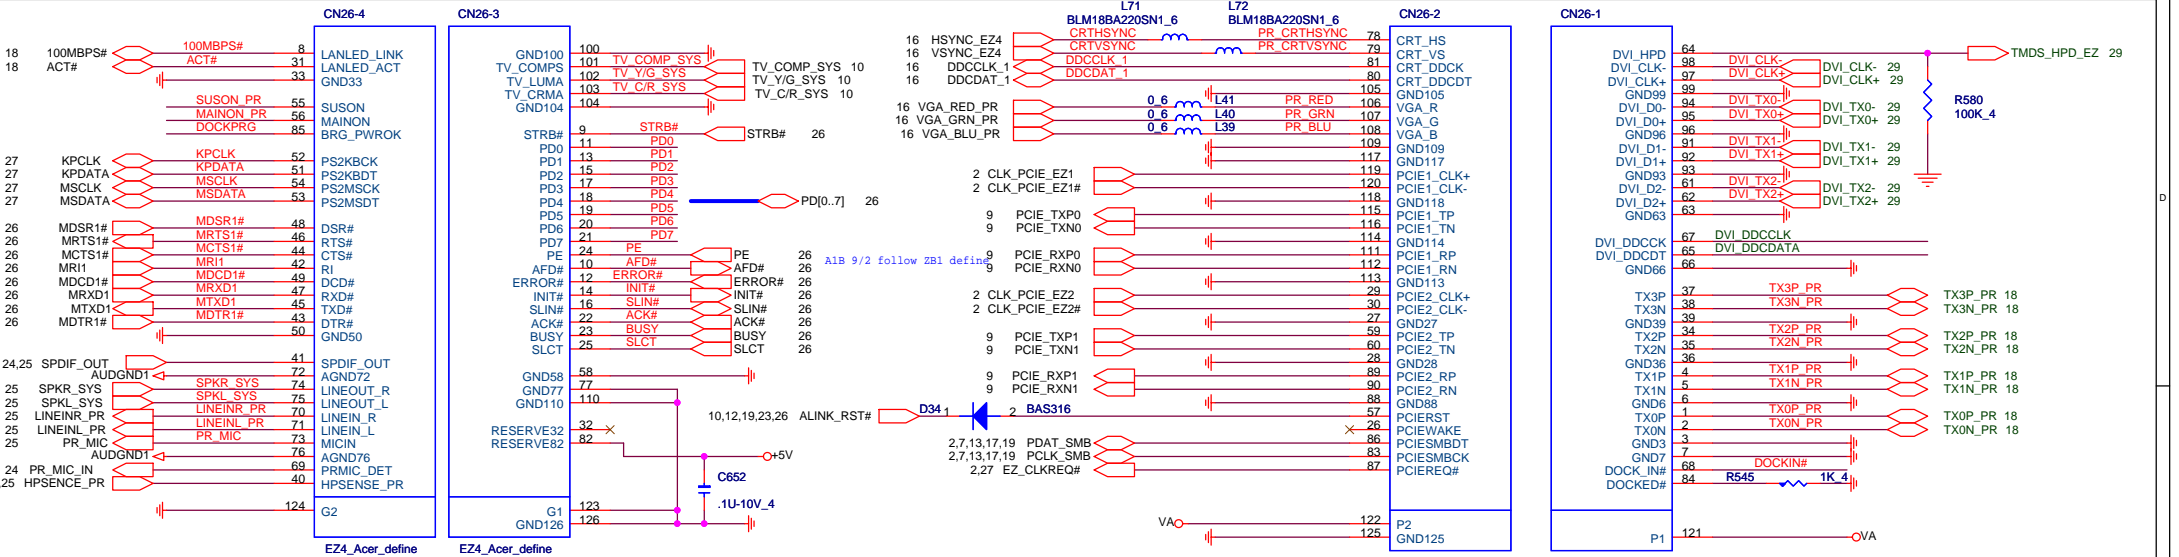 CN26-4
18 100MBPS# 100MBPS# 8 LANLED_LINK
18 ACT# ACT# 31 LANLED_ACT
33 GND33
SUSON_PR 55 SUSON
MAINON_PR 56 MAINON
DOCKPRG 85 BRG_PWROK
27 KPCLK KPCLK 52 PS2KBCK
27 KPDATA KPDATA 51 PS2KBDT
27 MSCLK MSCLK 54 PS2MSCK
27 MSDATA MSDATA 53 PS2MSDT
26 MDSR1# MDSR1# 48 DSR#
26 MRTS1# MRTS1# 46 RTS#
26 MCTS1# MCTS1# 44 CTS#
26 MRI1 MRI1 42 RI
26 MDCD1# MDCD1# 49 DCD#
26 MRXD1 MRXD1 47 RXD#
26 MTXD1 MTXD1 45 TXD#
26 MDTR1# MDTR1# 43 DTR#
50 GND50
24,25 SPDIF_OUT 41 SPDIF_OUT
AUDGND1 72 AGND72
25 SPKR_SYS SPKR_SYS 74 LINEOUT_R
25 SPKL_SYS SPKL_SYS 75 LINEOUT_L
25 LINEINR_PR LINEINR_PR 70 LINEIN_R
25 LINEINL_PR LINEINL_PR 71 LINEIN_L
25 PR_MIC PR_MIC 73 MICIN
AUDGND1 76 AGND76
24 PR_MIC_IN 69 PRMIC_DET
,25 HPSENCE_PR 40 HPSENSE_PR
124 G2
EZ4_Acer_define
CN26-3
GND100 100
TV_COMPS 101 TV_COMP_SYS TV_COMP_SYS 10
TV_LUMA 102 TV_Y/G_SYS TV_Y/G_SYS 10
TV_CRMA 103 TV_C/R_SYS TV_C/R_SYS 10
GND104 104
STRB# 9 STRB# STRB# 26
PD0 11 PD0
PD1 13 PD1
PD2 15 PD2
PD3 17 PD3
PD4 18 PD4 PD[0..7] 26
PD5 19 PD5
PD6 20 PD6
PD7 21 PD7
PE 24 PE PE 26
AFD# 10 AFD# AFD# 26
ERROR# 12 ERROR# ERROR# 26
INIT# 14 INIT# INIT# 26
SLIN# 16 SLIN# SLIN# 26
ACK# 22 ACK# ACK# 26
BUSY 23 BUSY BUSY 26
SLCT 25 SLCT SLCT 26
A1B 9/2 follow ZB1 define
GND58 58
GND77 77
GND110 110
RESERVE32 32
RESERVE82 82
+5V
C652
.1U-10V_4
G1 123
GND126 126
EZ4_Acer_define
L71
BLM18BA220SN1_6
L72
BLM18BA220SN1_6
CN26-2
16 HSYNC_EZ4 CRTHSYNC PR_CRTHSYNC 78 CRT_HS
16 VSYNC_EZ4 CRTVSYNC PR_CRTVSYNC 79 CRT_VS
16 DDCCLK_1 DDCCLK_1 81 CRT_DDCK
16 DDCDAT_1 DDCDAT_1 80 CRT_DDCDT
105 GND105
16 VGA_RED_PR 0_6 L41 PR_RED 106 VGA_R
16 VGA_GRN_PR 0_6 L40 PR_GRN 107 VGA_G
16 VGA_BLU_PR 0_6 L39 PR_BLU 108 VGA_B
109 GND109
117 GND117
2 CLK_PCIE_EZ1 119 PCIE1_CLK+
2 CLK_PCIE_EZ1# 120 PCIE1_CLK-
118 GND118
9 PCIE_TXP0 115 PCIE1_TP
9 PCIE_TXN0 116 PCIE1_TN
114 GND114
9 PCIE_RXP0 111 PCIE1_RP
9 PCIE_RXN0 112 PCIE1_RN
113 GND113
2 CLK_PCIE_EZ2 29 PCIE2_CLK+
2 CLK_PCIE_EZ2# 30 PCIE2_CLK-
27 GND27
9 PCIE_TXP1 59 PCIE2_TP
9 PCIE_TXN1 60 PCIE2_TN
28 GND28
9 PCIE_RXP1 89 PCIE2_RP
9 PCIE_RXN1 90 PCIE2_RN
88 GND88
10,12,19,23,26 ALINK_RST# D34 1 2 BAS316 57 PCIERST
26 PCIEWAKE
2,7,13,17,19 PDAT_SMB 86 PCIESMBDT
2,7,13,17,19 PCLK_SMB 83 PCIESMBCK
2,27 EZ_CLKREQ# 87 PCIEREQ#
VA 122 P2
125 GND125
CN26-1
DVI_HPD 64 TMDS_HPD_EZ 29
DVI_CLK- 98 DVI_CLK- DVI_CLK- 29
DVI_CLK+ 97 DVI_CLK+ DVI_CLK+ 29
GND99 99
DVI_D0- 94 DVI_TX0- DVI_TX0- 29
DVI_D0+ 95 DVI_TX0+ DVI_TX0+ 29
GND96 96
DVI_D1- 91 DVI_TX1- DVI_TX1- 29
DVI_D1+ 92 DVI_TX1+ DVI_TX1+ 29
GND93 93
DVI_D2- 61 DVI_TX2- DVI_TX2- 29
DVI_D2+ 62 DVI_TX2+ DVI_TX2+ 29
GND63 63
R580
100K_4
DVI_DDCCK 67 DVI_DDCCLK
DVI_DDCDT 65 DVI_DDCDATA
GND66 66
TX3P 37 TX3P_PR TX3P_PR 18
TX3N 38 TX3N_PR TX3N_PR 18
GND39 39
TX2P 34 TX2P_PR TX2P_PR 18
TX2N 35 TX2N_PR TX2N_PR 18
GND36 36
TX1P 4 TX1P_PR TX1P_PR 18
TX1N 5 TX1N_PR TX1N_PR 18
GND6 6
TX0P 1 TX0P_PR TX0P_PR 18
TX0N 2 TX0N_PR TX0N_PR 18
GND3 3
GND7 7
DOCK_IN# 68 DOCKIN#
DOCKED# 84 R545 1K_4
P1 121 VA
D